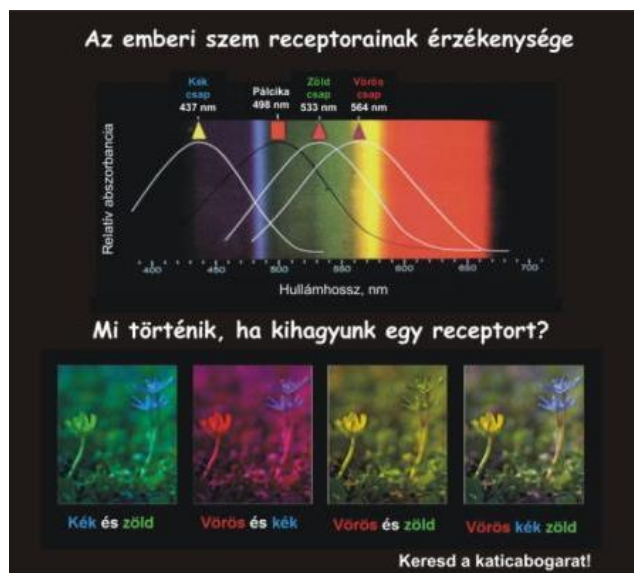 Az emberi szem receptorainak érzékenysége
Kék csap 437 nm
Pálcika 498 nm
Zöld csap 533 nm
Vörös csap 564 nm
Relatív abszorbancia
400 500 550 600 650 700
Hullámhossz, nm
Mi történik, ha kihagyunk egy receptort?
Kék és zöld
Vörös és kék
Vörös és zöld
Vörös kék zöld
Keresd a katicabogarat!